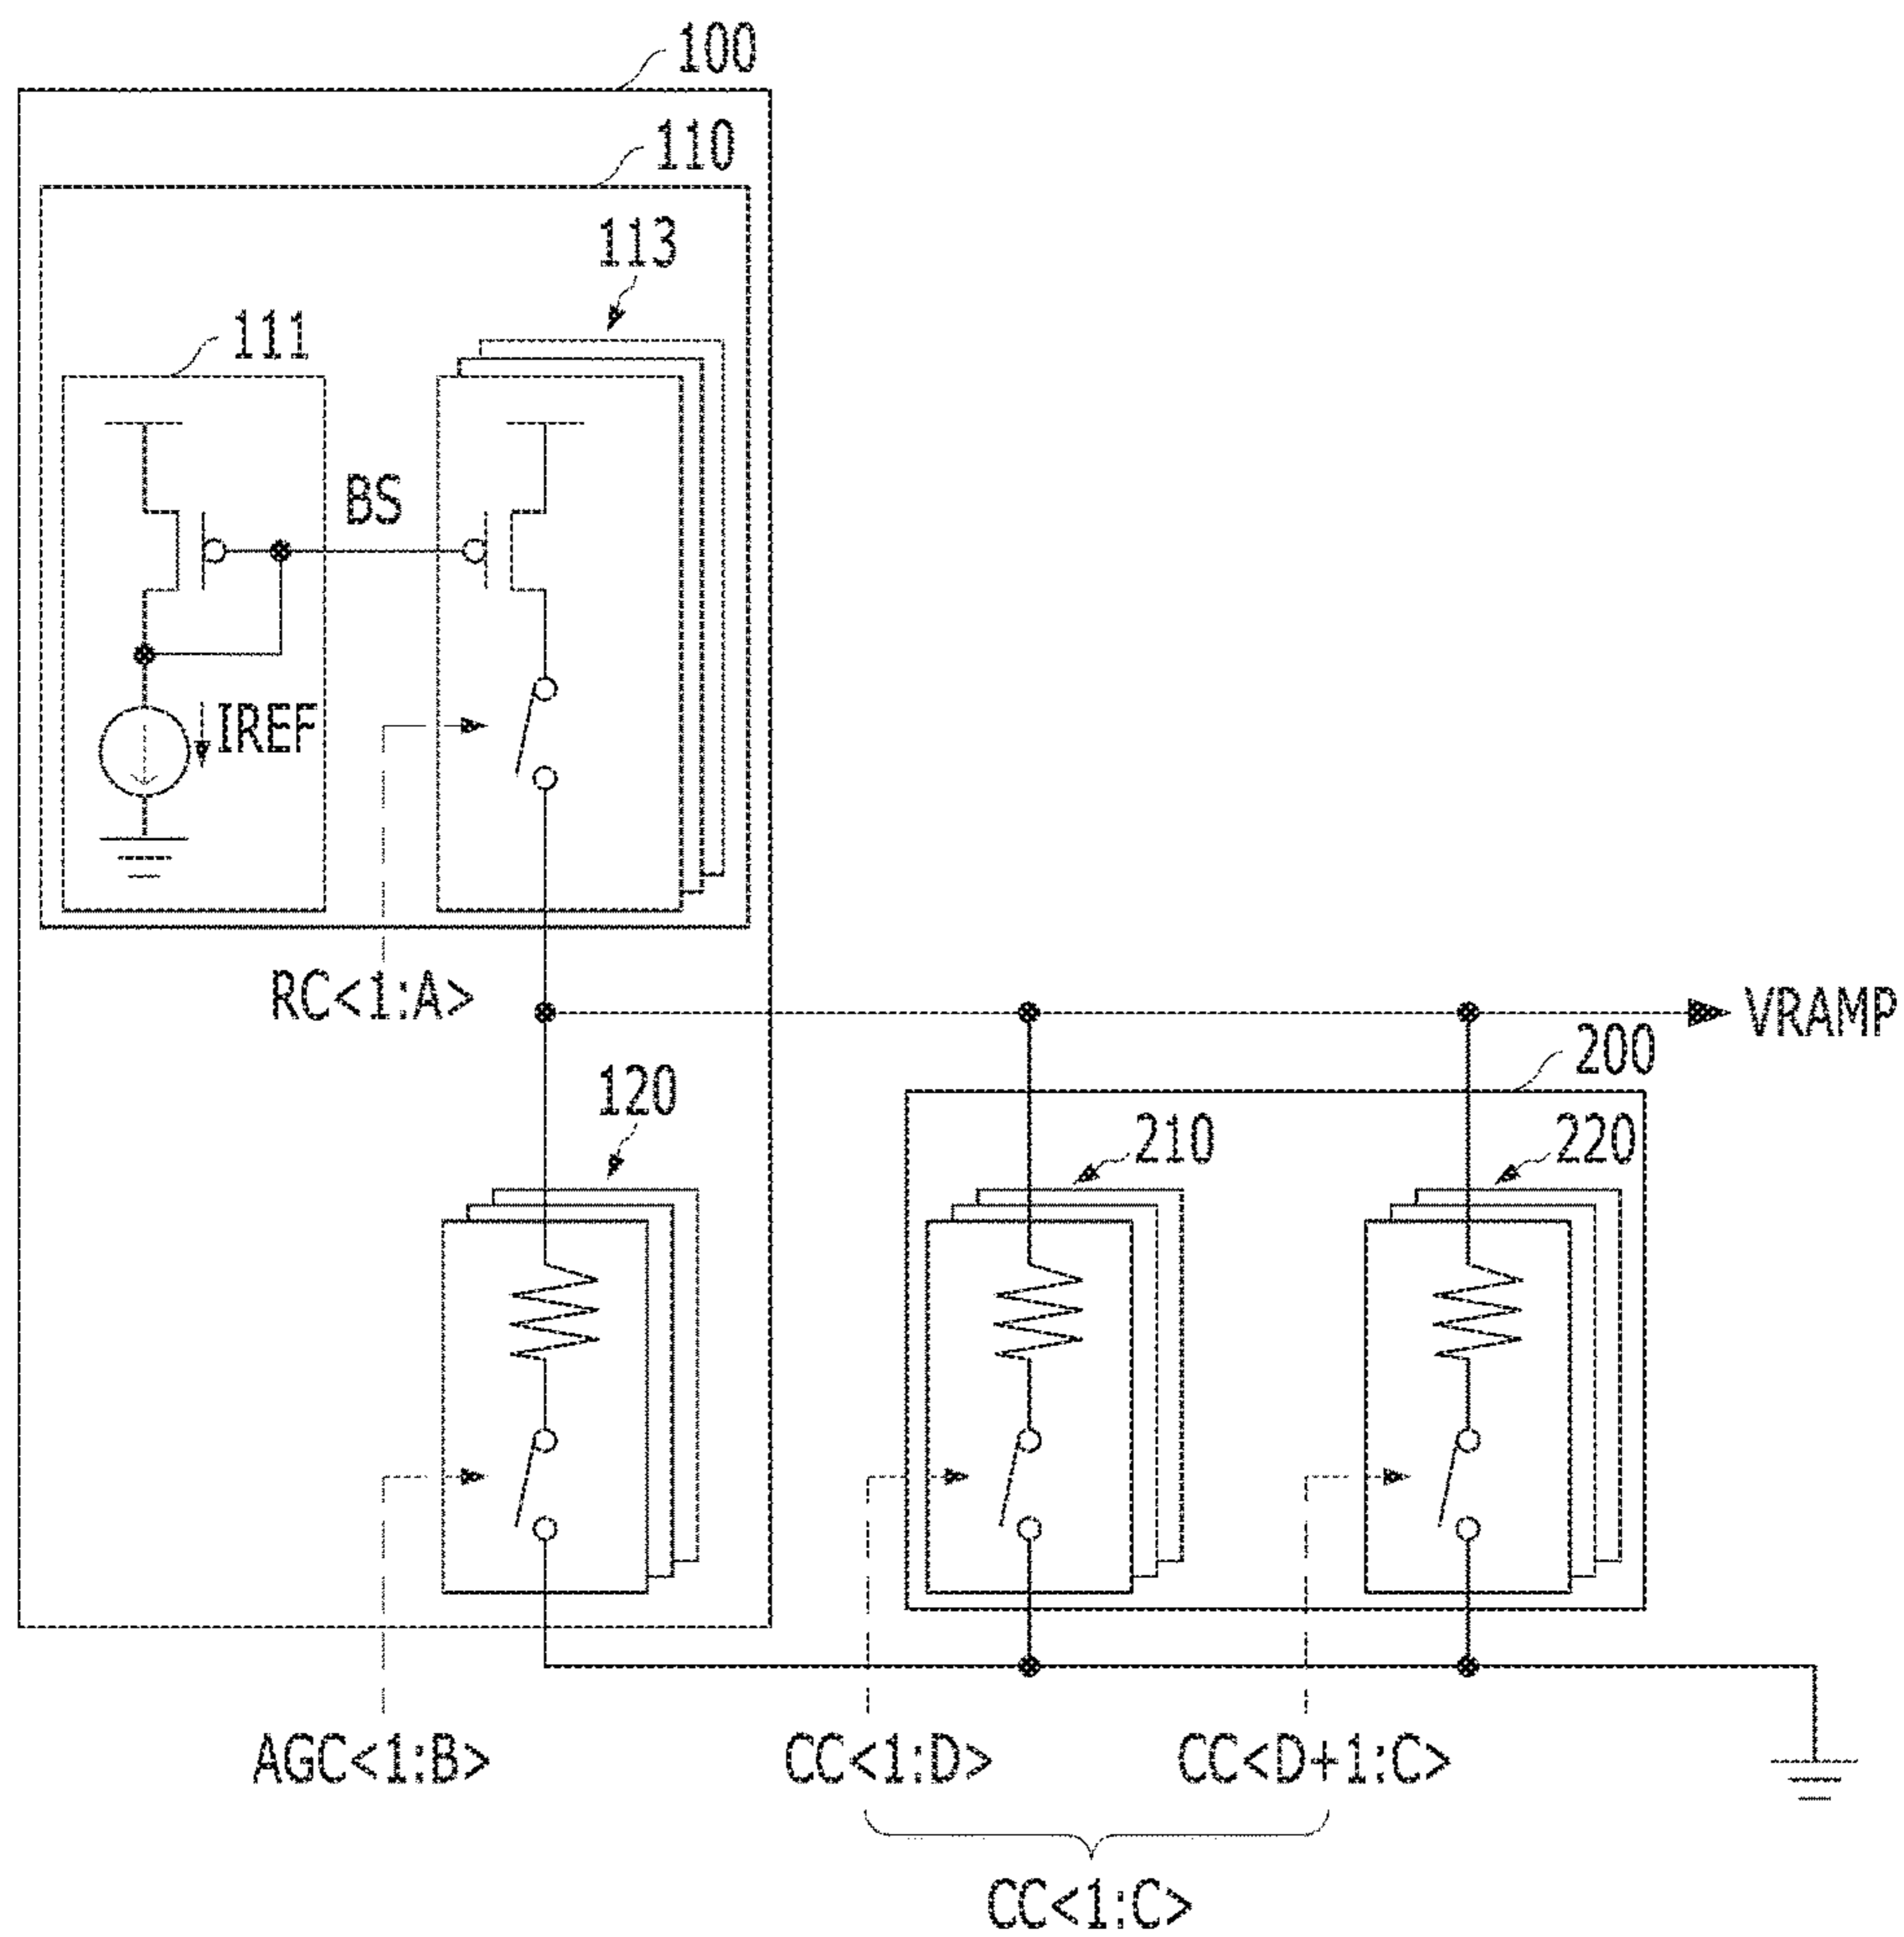 100
110
113
111
BS
IREF
RC<1:A>
VRAMP
200
120
210
220
AGC<1:B>
CC<1:D>
CC<D+1:C>
CC<1:C>